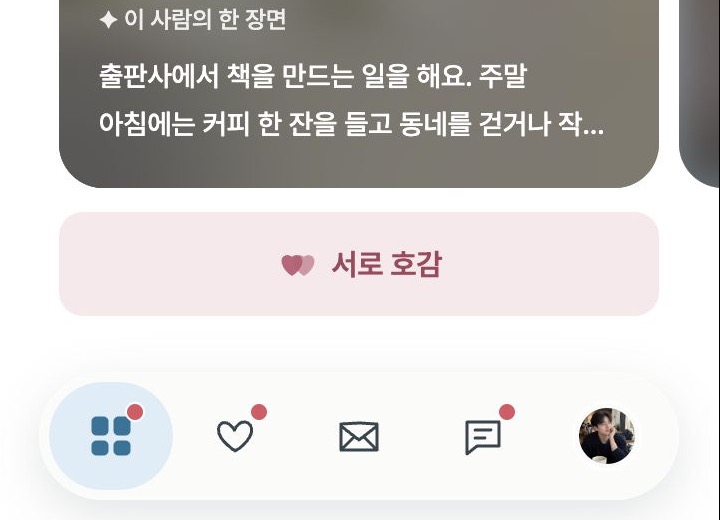 ✦ 이 사람의 한 장면
출판사에서 책을 만드는 일을 해요. 주말
아침에는 커피 한 잔을 들고 동네를 걷거나 작...
서로 호감